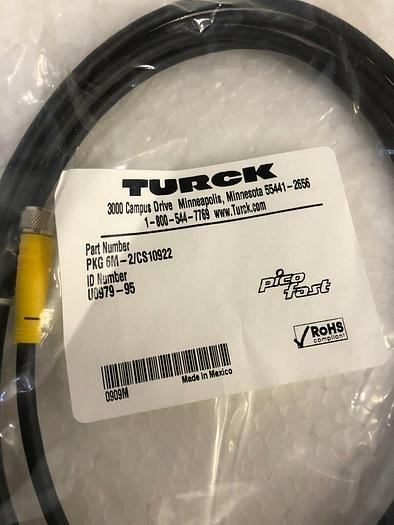 TURCK
3000 Campus Drive Minneapolis, Minnesota 55441-2656
1-800-544-7769 www.Turck.com
Part Number
PKG 6M-2/CS10922
ID Number
U0979-95
pico fast
RoHS
compliant
Made in Mexico
0909M